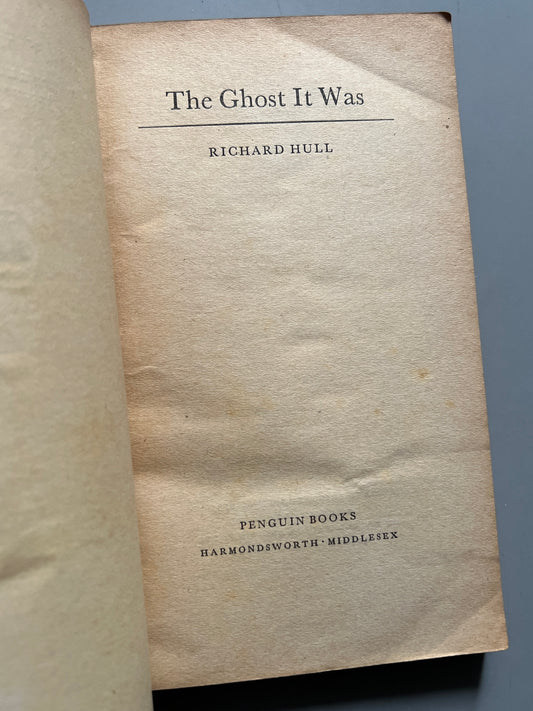 The Ghost It Was
RICHARD HULL
PENGUIN BOOKS
HARMONDSWORTH · MIDDLESEX